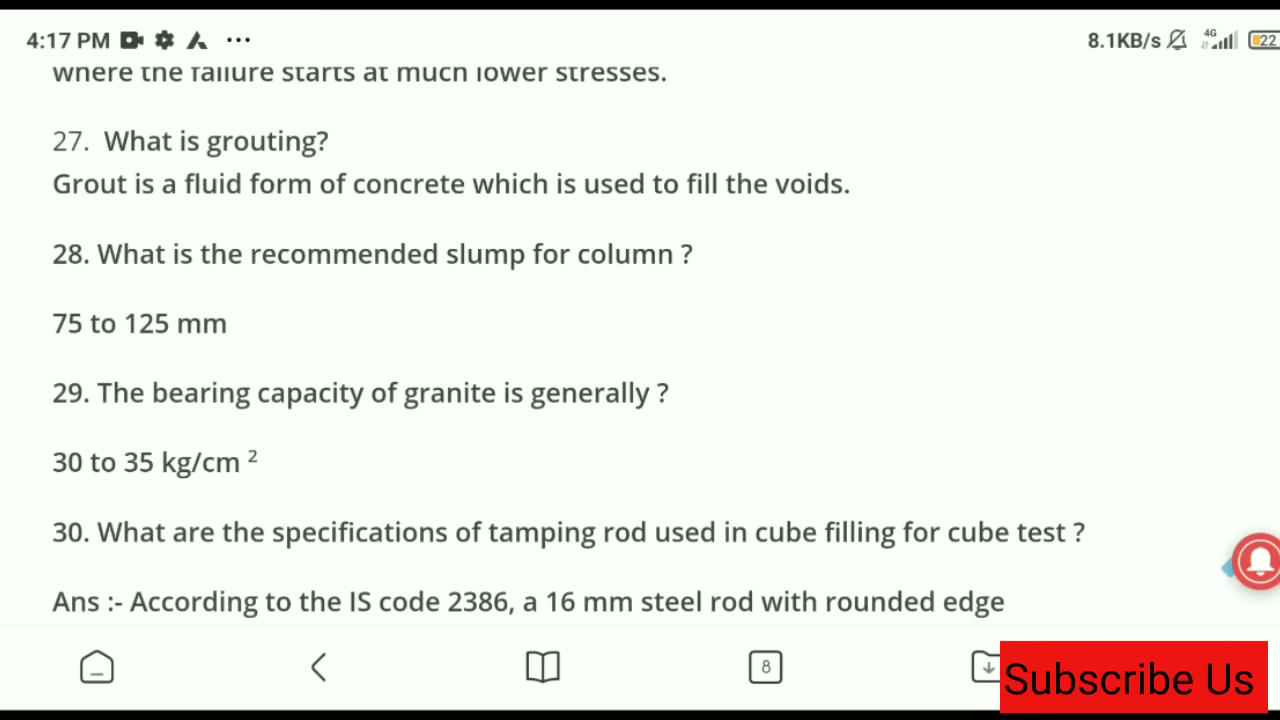 4:17 PM ... 8.1KB/s 4G 22
where the failure starts at much lower stresses.
27. What is grouting?
Grout is a fluid form of concrete which is used to fill the voids.
28. What is the recommended slump for column ?
75 to 125 mm
29. The bearing capacity of granite is generally ?
30 to 35 kg/cm ²
30. What are the specifications of tamping rod used in cube filling for cube test ?
Ans :- According to the IS code 2386, a 16 mm steel rod with rounded edge
8
Subscribe Us